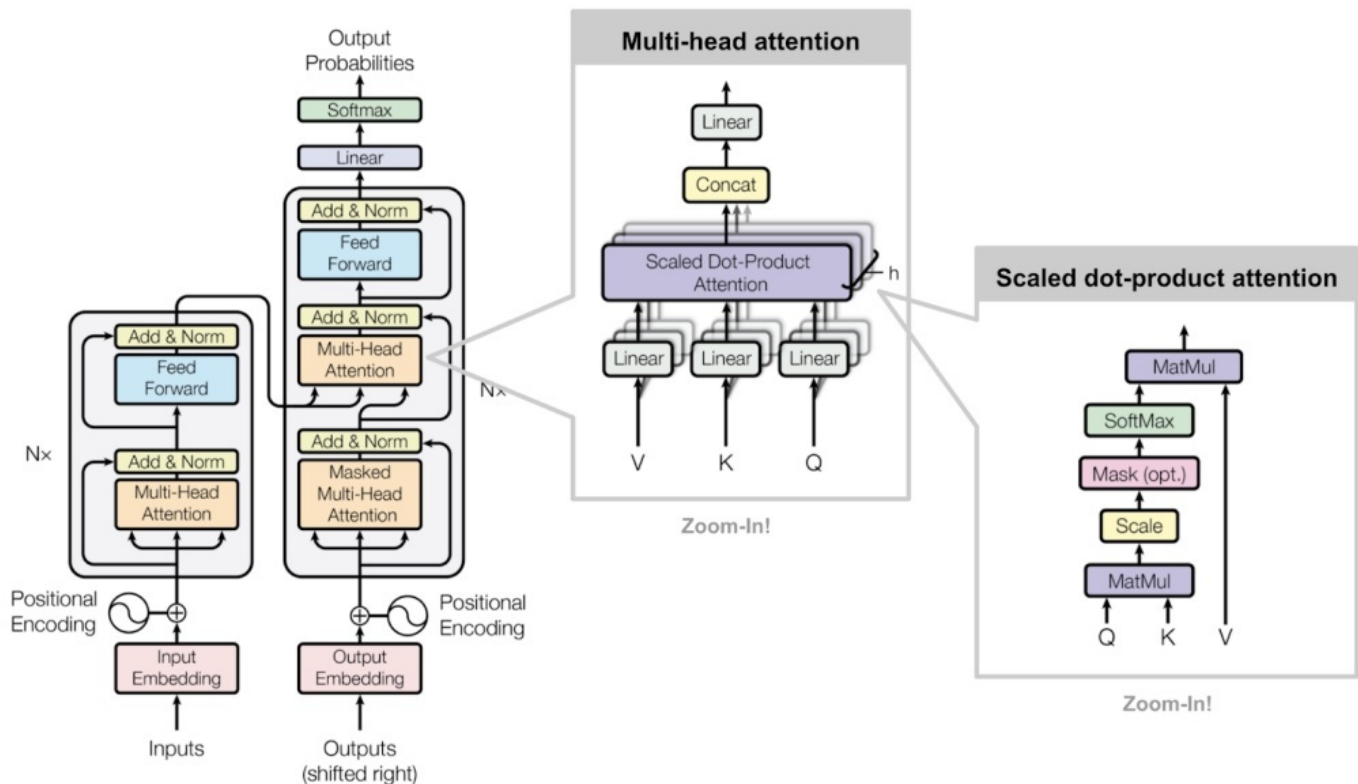 Output
Probabilities
Softmax
Linear
Add & Norm
Feed
Forward
Add & Norm
Multi-Head
Attention
Add & Norm
Masked
Multi-Head
Attention
N×
Positional
Encoding
Output
Embedding
Outputs
(shifted right)
Add & Norm
Feed
Forward
Add & Norm
Multi-Head
Attention
N×
Positional
Encoding
Input
Embedding
Inputs
Multi-head attention
Linear
Concat
Scaled Dot-Product
Attention
h
Linear
Linear
Linear
V
K
Q
Zoom-In!
Scaled dot-product attention
MatMul
SoftMax
Mask (opt.)
Scale
MatMul
Q
K
V
Zoom-In!